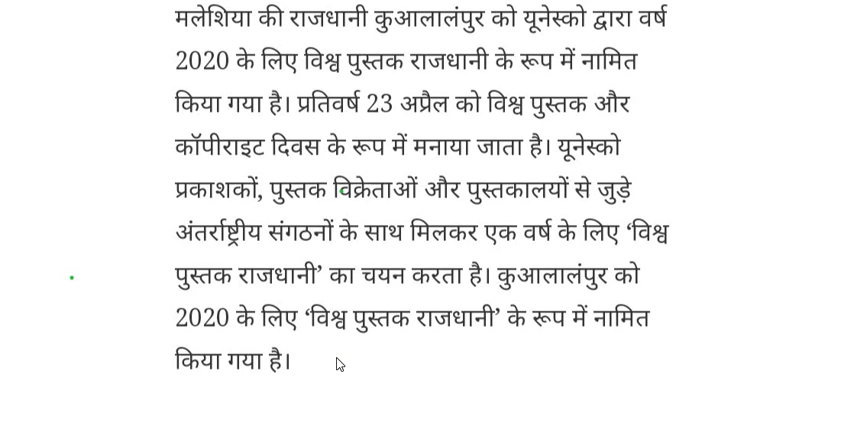 मलेशिया की राजधानी कुआलालंपुर को यूनेस्को द्वारा वर्ष
2020 के लिए विश्व पुस्तक राजधानी के रूप में नामित
किया गया है। प्रतिवर्ष 23 अप्रैल को विश्व पुस्तक और
कॉपीराइट दिवस के रूप में मनाया जाता है। यूनेस्को
प्रकाशकों, पुस्तक विक्रेताओं और पुस्तकालयों से जुड़े
अंतर्राष्ट्रीय संगठनों के साथ मिलकर एक वर्ष के लिए ‘विश्व
पुस्तक राजधानी’ का चयन करता है। कुआलालंपुर को
2020 के लिए ‘विश्व पुस्तक राजधानी’ के रूप में नामित
किया गया है।